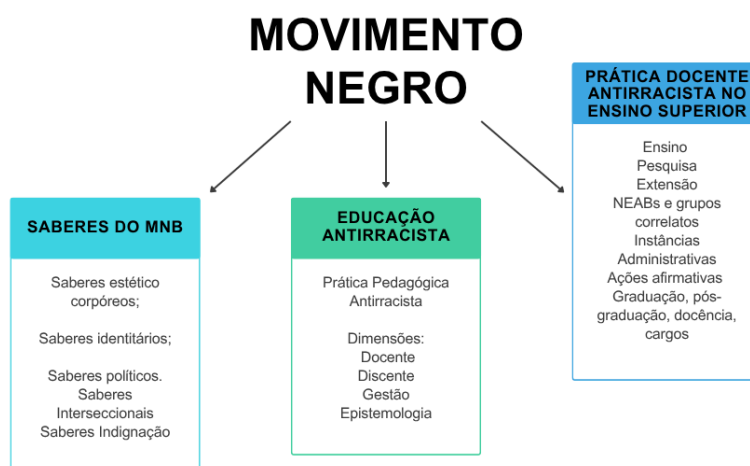 MOVIMENTO
NEGRO
SABERES DO MNB
Saberes estético
corpóreos;
Saberes identitários;
Saberes políticos.
Saberes
Interseccionais
Saberes Indignação
EDUCAÇÃO
ANTIRRACISTA
Prática Pedagógica
Antirracista
Dimensões:
Docente
Discente
Gestão
Epistemologia
PRÁTICA DOCENTE
ANTIRRACISTA NO
ENSINO SUPERIOR
Ensino
Pesquisa
Extensão
NEABs e grupos
correlatos
Instâncias
Administrativas
Ações afirmativas
Graduação, pós-
graduação, docência,
cargos